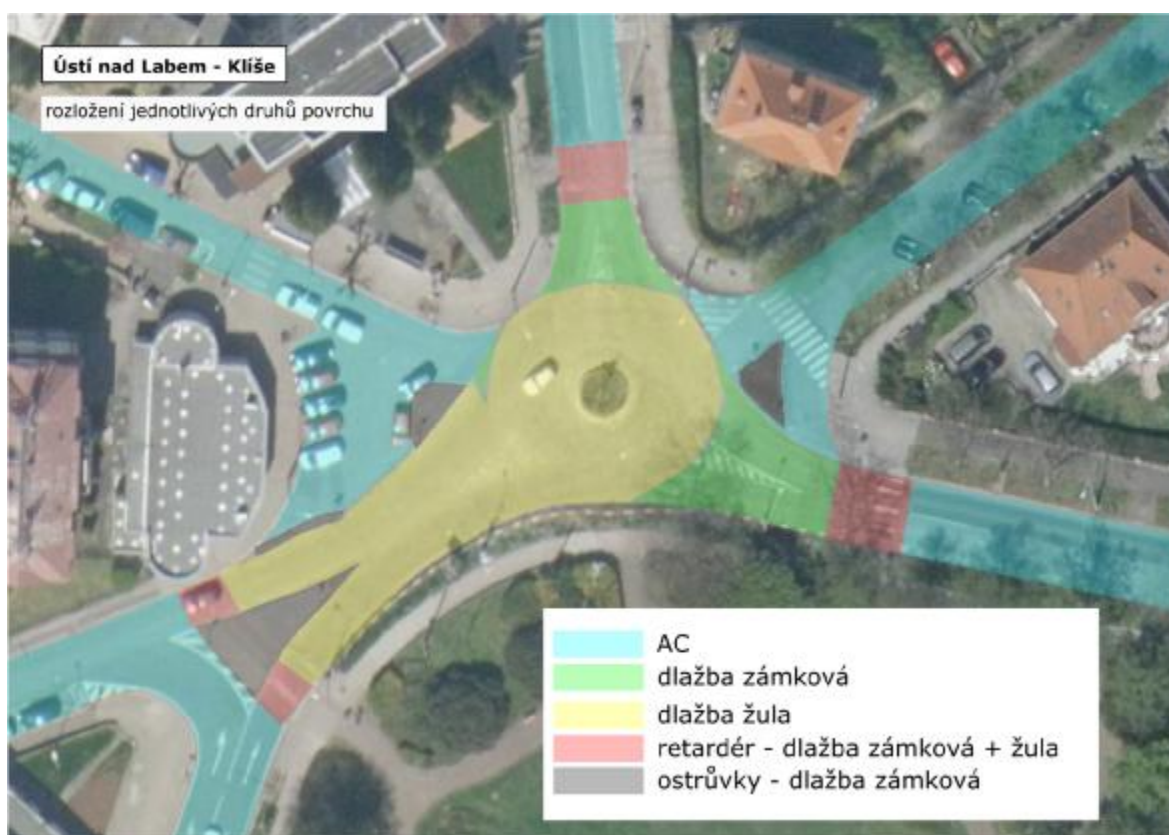 Ústí nad Labem - Klíše
rozložení jednotlivých druhů povrchu
AC
dlažba zámková
dlažba žula
retardér - dlažba zámková + žula
ostrůvky - dlažba zámková